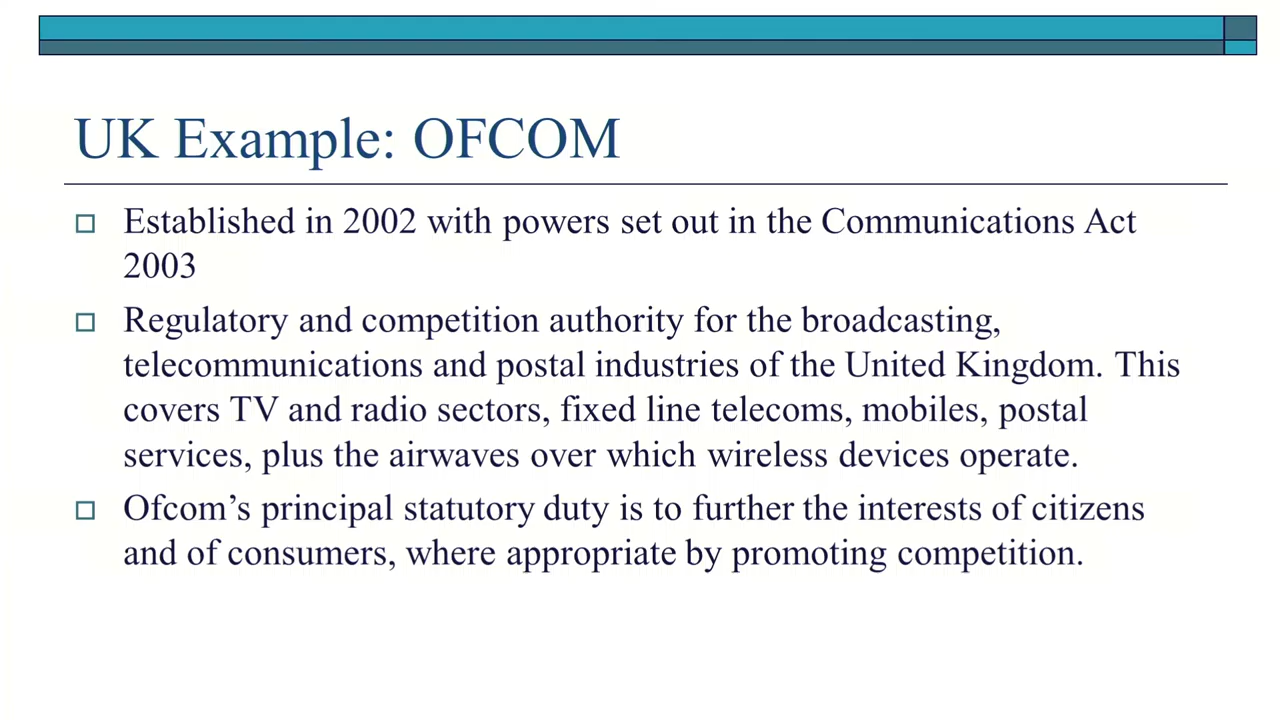 UK Example: OFCOM
Established in 2002 with powers set out in the Communications Act
2003
Regulatory and competition authority for the broadcasting,
telecommunications and postal industries of the United Kingdom. This
covers TV and radio sectors, fixed line telecoms, mobiles, postal
services, plus the airwaves over which wireless devices operate.
Ofcom’s principal statutory duty is to further the interests of citizens
and of consumers, where appropriate by promoting competition.